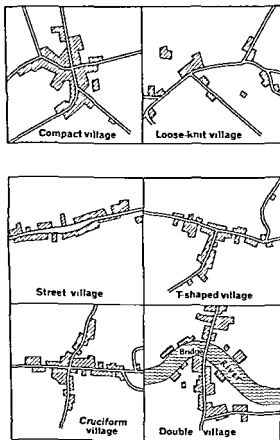 Compact village
Loose-knit village
Street village
T-shaped village
Cruciform
village
Bridge
Double village